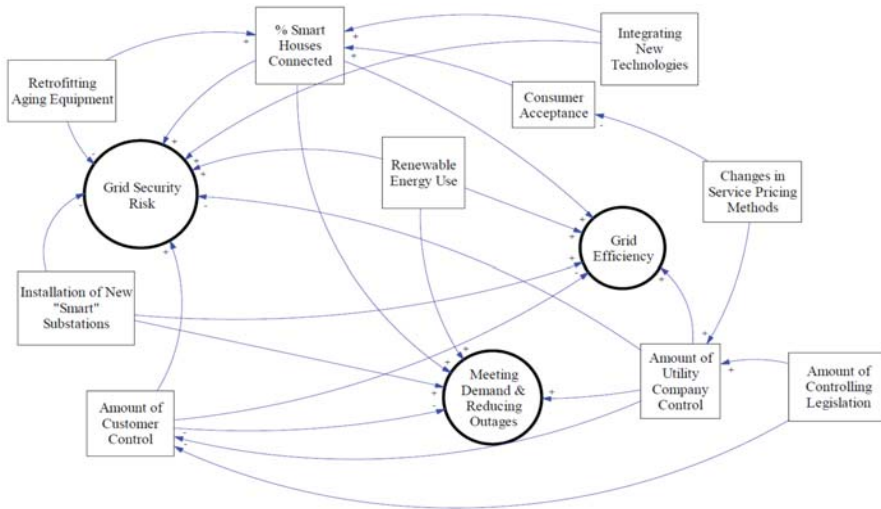 % Smart
Houses
Connected
Integrating
New
Technologies
Retrofitting
Aging Equipment
Consumer
Acceptance
Grid Security
Risk
Renewable
Energy Use
Changes in
Service Pricing
Methods
Grid
Efficiency
Installation of New
"Smart"
Substations
Meeting
Demand &
Reducing
Outages
Amount of
Utility
Company
Control
Amount of
Controlling
Legislation
Amount of
Customer
Control